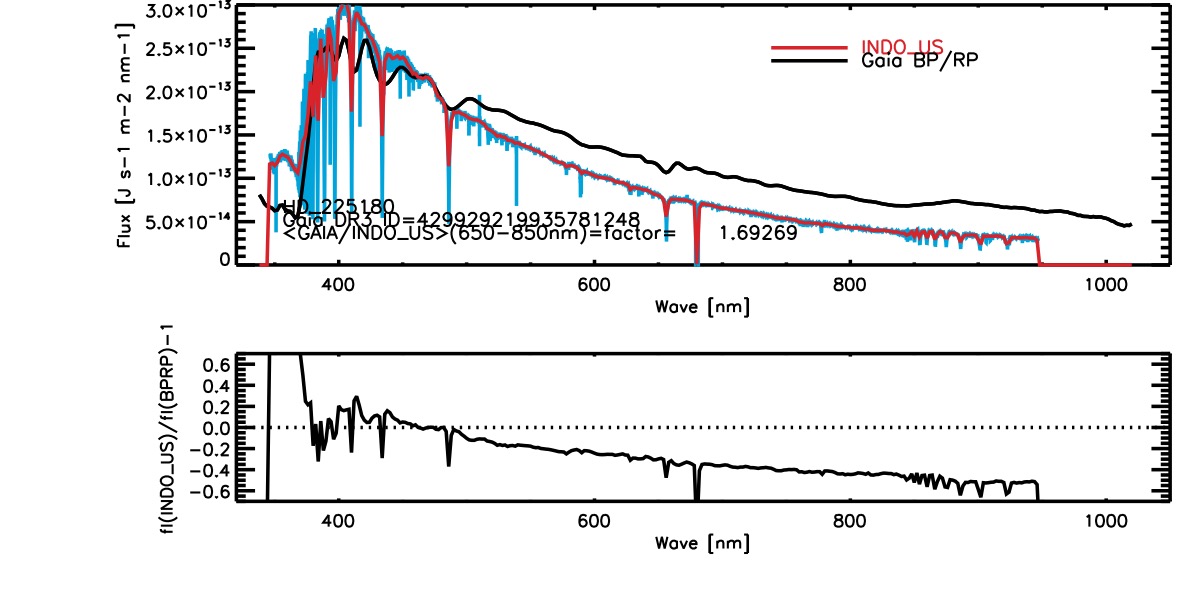 3.0×10−13
2.5×10−13
2.0×10−13
1.5×10−13
1.0×10−13
5.0×10−14
0
Flux [J s−1 m−2 nm−1]
INDO_US
Gaia BP/RP
HD_225180
Gaia DR3 ID=4299292199357812​48
<GAIA/INDO_US>(650−850nm)=factor= 1.69269
400 600 800 1000
Wave [nm]
fl(INDO_US)/fl(BPRP)−1
0.6
0.4
0.2
0.0
−0.2
−0.4
−0.6
400 600 800 1000
Wave [nm]